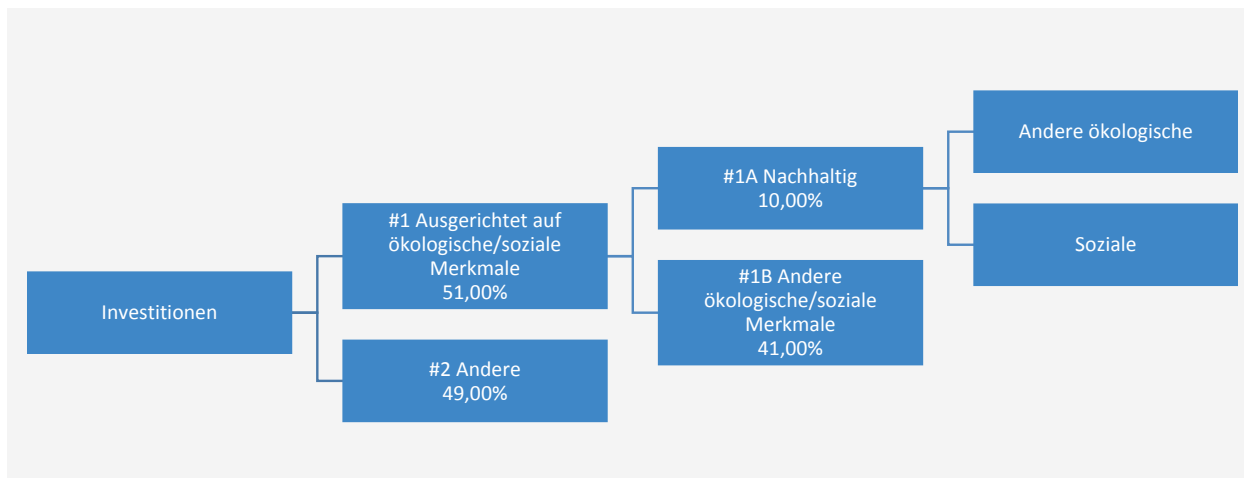 Investitionen
#1 Ausgerichtet auf
ökologische/soziale
Merkmale
51,00%
#2 Andere
49,00%
#1A Nachhaltig
10,00%
#1B Andere
ökologische/soziale
Merkmale
41,00%
Andere ökologische
Soziale